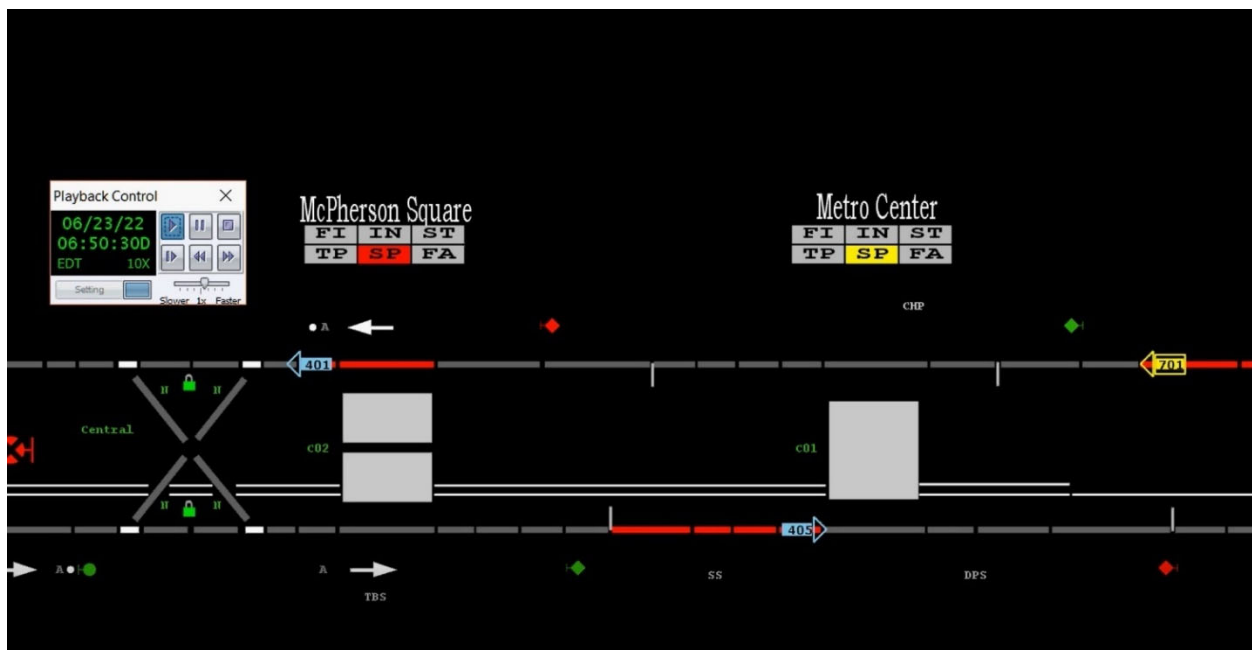 Playback Control
06/23/22
06:50:30D
EDT 10X
Setting
Slower 1x Faster
McPherson Square
FI IN ST
TP SP FA
Metro Center
FI IN ST
TP SP FA
CHP
A
401
701
N N
Central
C02
C01
N N
405
A
A
SS
DPS
TBS